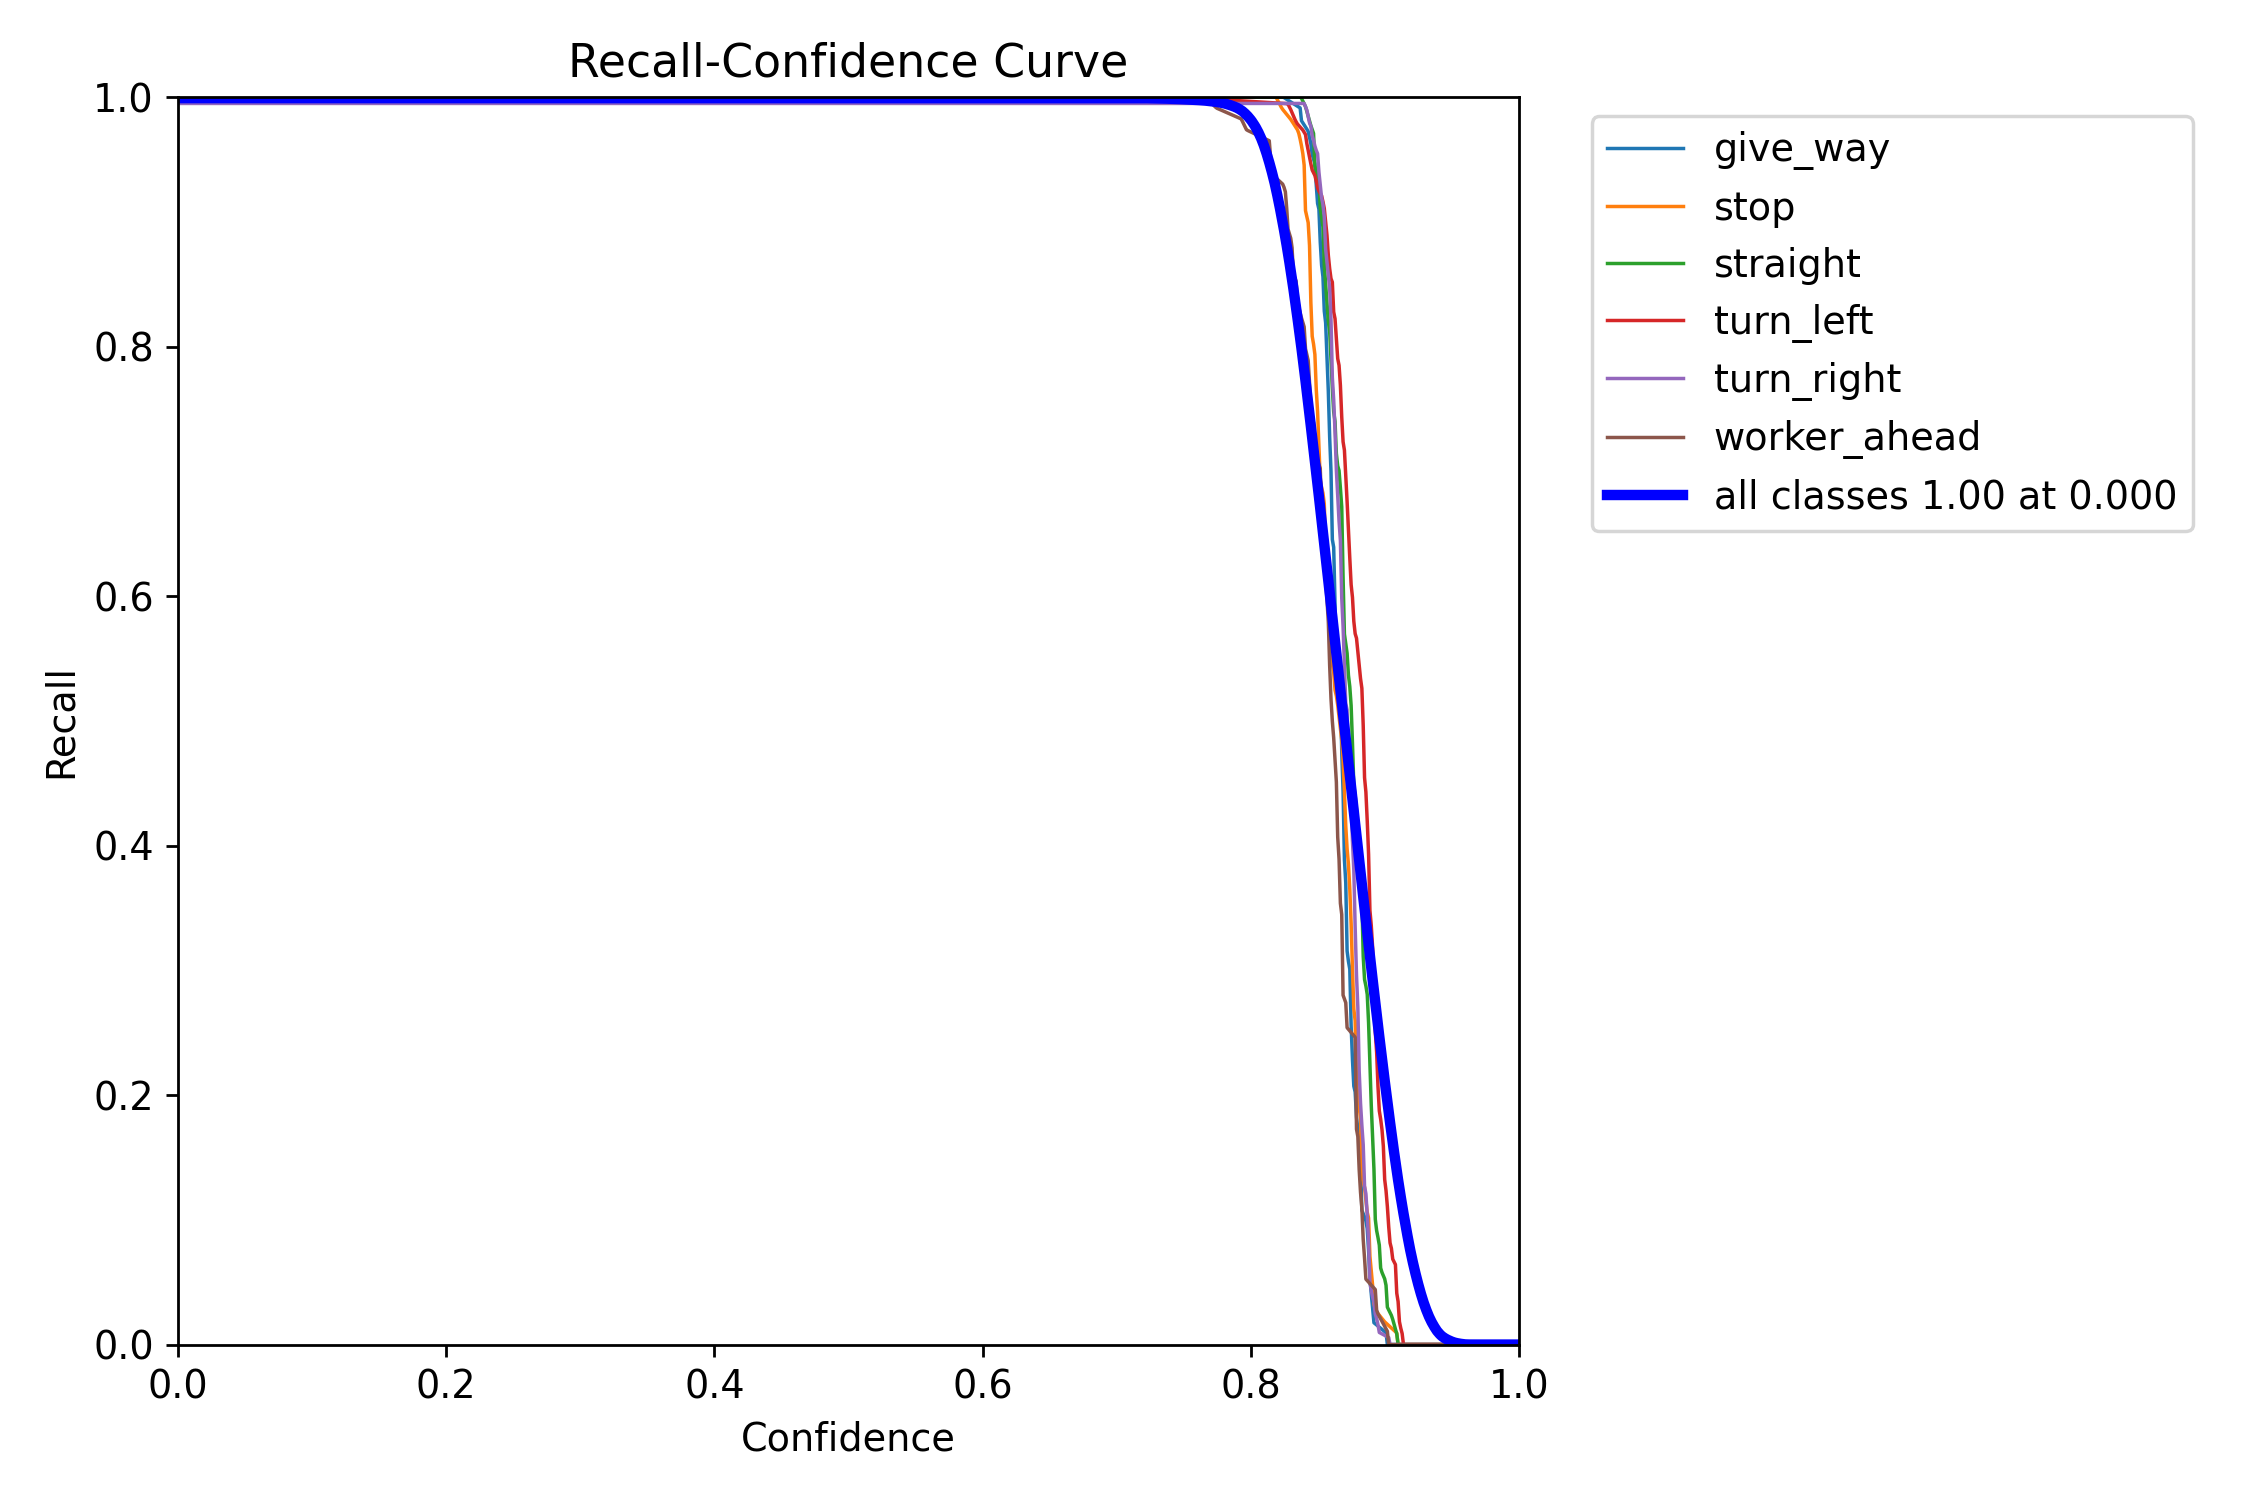 Recall-Confidence Curve
1.0
0.8
0.6
0.4
0.2
0.0
Recall
0.0 0.2 0.4 0.6 0.8 1.0
Confidence
give_way
stop
straight
turn_left
turn_right
worker_ahead
all classes 1.00 at 0.000